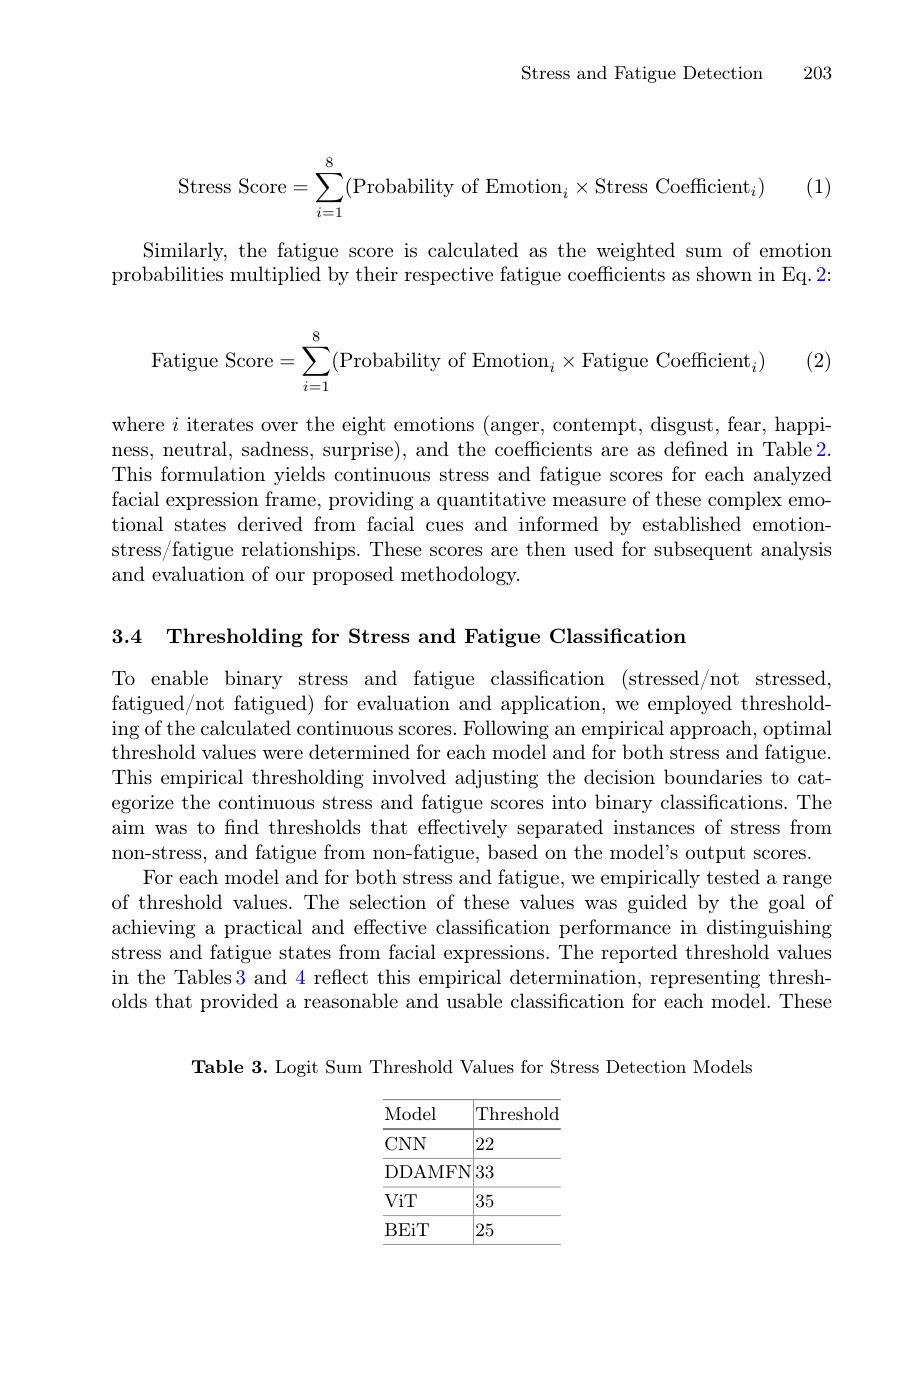 Stress and Fatigue Detection 203
Stress Score = \sum_{i=1}^{8} (Probability of Emotion_i × Stress Coefficient_i) (1)
Similarly, the fatigue score is calculated as the weighted sum of emotion
probabilities multiplied by their respective fatigue coefficients as shown in Eq. 2:
Fatigue Score = \sum_{i=1}^{8} (Probability of Emotion_i × Fatigue Coefficient_i) (2)
where i iterates over the eight emotions (anger, contempt, disgust, fear, happi-
ness, neutral, sadness, surprise), and the coefficients are as defined in Table 2.
This formulation yields continuous stress and fatigue scores for each analyzed
facial expression frame, providing a quantitative measure of these complex emo-
tional states derived from facial cues and informed by established emotion-
stress/fatigue relationships. These scores are then used for subsequent analysis
and evaluation of our proposed methodology.
3.4 Thresholding for Stress and Fatigue Classification
To enable binary stress and fatigue classification (stressed/not stressed,
fatigued/not fatigued) for evaluation and application, we employed threshold-
ing of the calculated continuous scores. Following an empirical approach, optimal
threshold values were determined for each model and for both stress and fatigue.
This empirical thresholding involved adjusting the decision boundaries to cat-
egorize the continuous stress and fatigue scores into binary classifications. The
aim was to find thresholds that effectively separated instances of stress from
non-stress, and fatigue from non-fatigue, based on the model's output scores.
For each model and for both stress and fatigue, we empirically tested a range
of threshold values. The selection of these values was guided by the goal of
achieving a practical and effective classification performance in distinguishing
stress and fatigue states from facial expressions. The reported threshold values
in the Tables 3 and 4 reflect this empirical determination, representing thresh-
olds that provided a reasonable and usable classification for each model. These
Table 3. Logit Sum Threshold Values for Stress Detection Models
Model Threshold
CNN 22
DDAMFN 33
ViT 35
BEiT 25